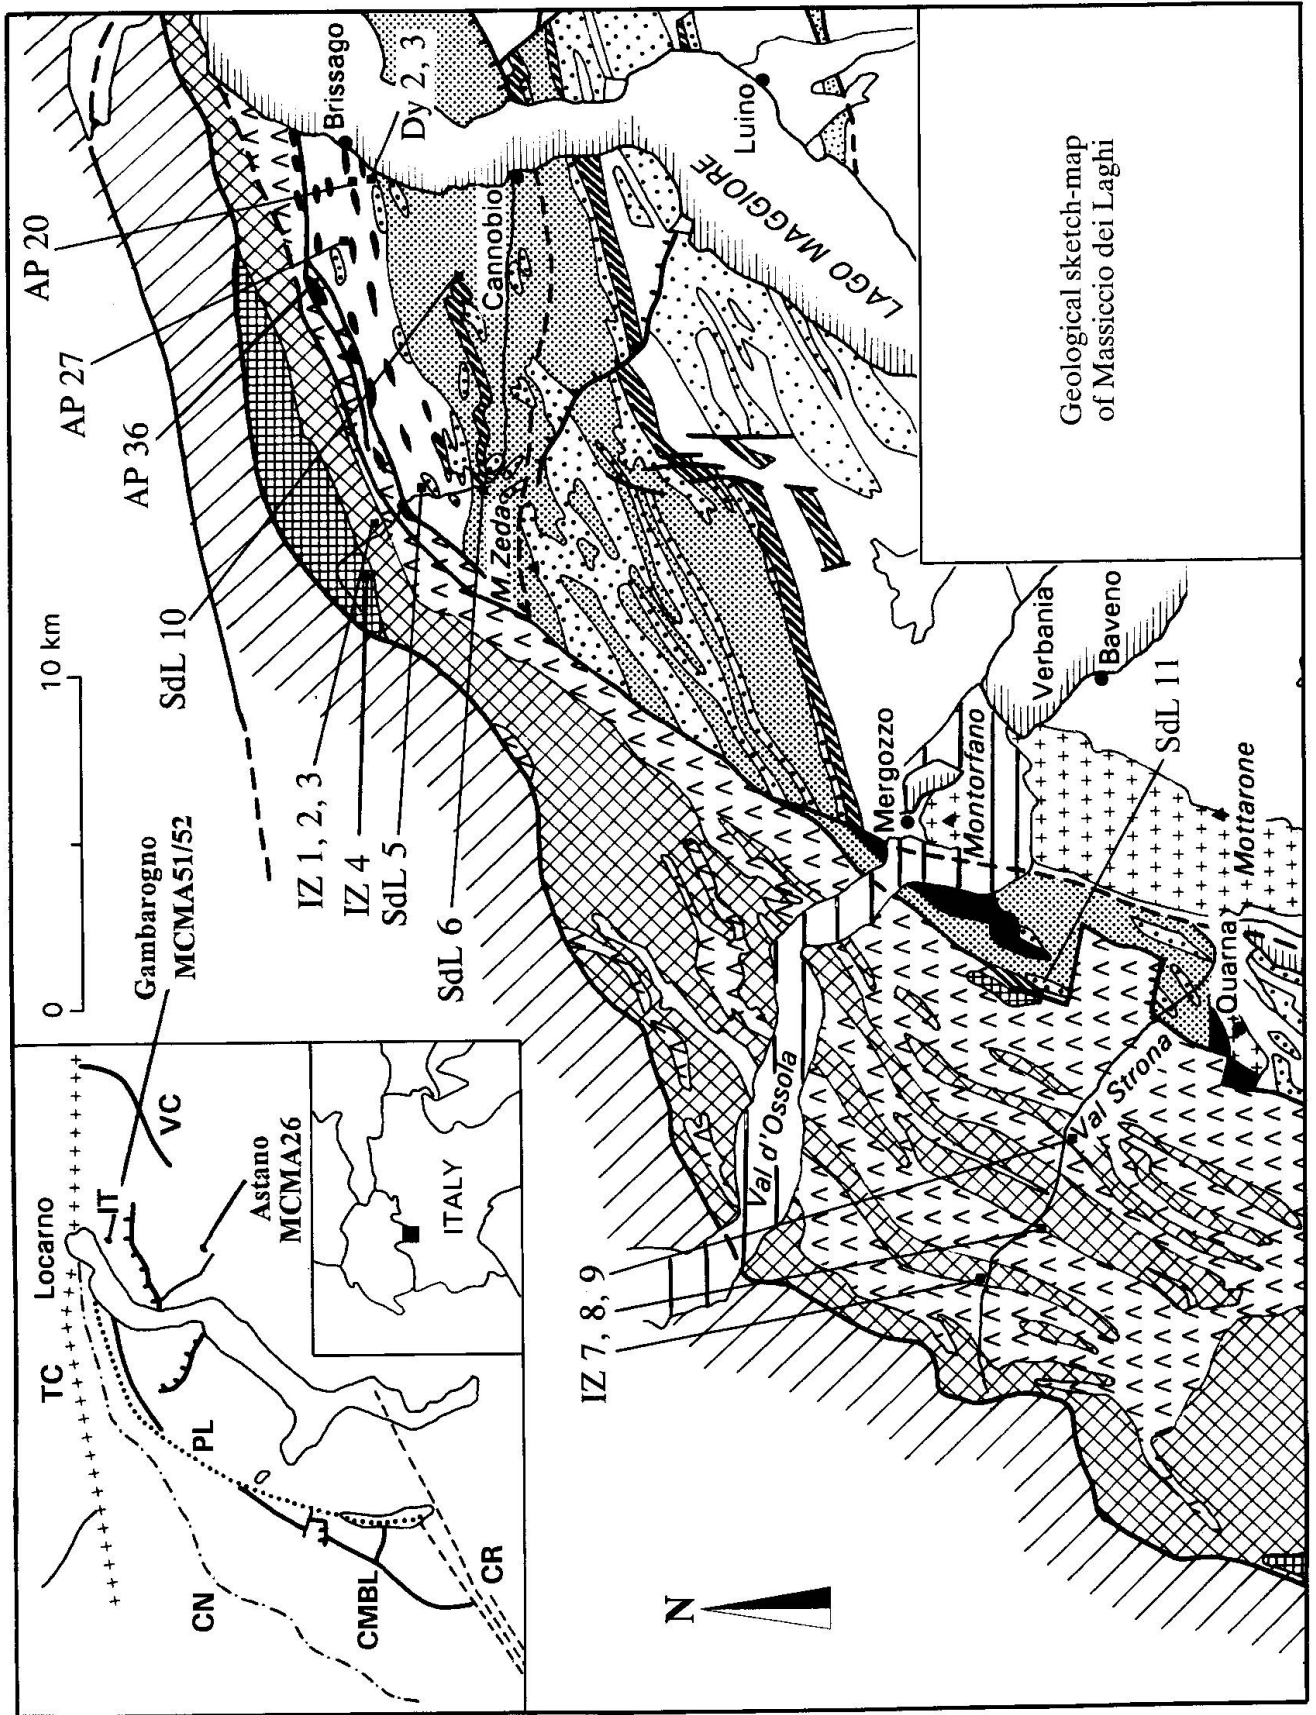 TC
Locarno
IT
VC
PL
CN
CMBL
CR
Astano
MCMA26
ITALY
Gambarogno
MCMA51/52
0
10 km
N
AP 20
AP 27
AP 36
SdL 10
IZ 1, 2, 3
IZ 4
SdL 5
SdL 6
Brissago
Dy 2, 3
Cannobio
Luino
LAGO MAGGIORE
M.Zeda
Val d'Ossola
Mergozzo
Montorfano
Verbania
Baveno
SdL 11
Mottarone
Quarna
Val Strona
IZ 7, 8, 9
Geological sketch-map
of Massiccio dei Laghi